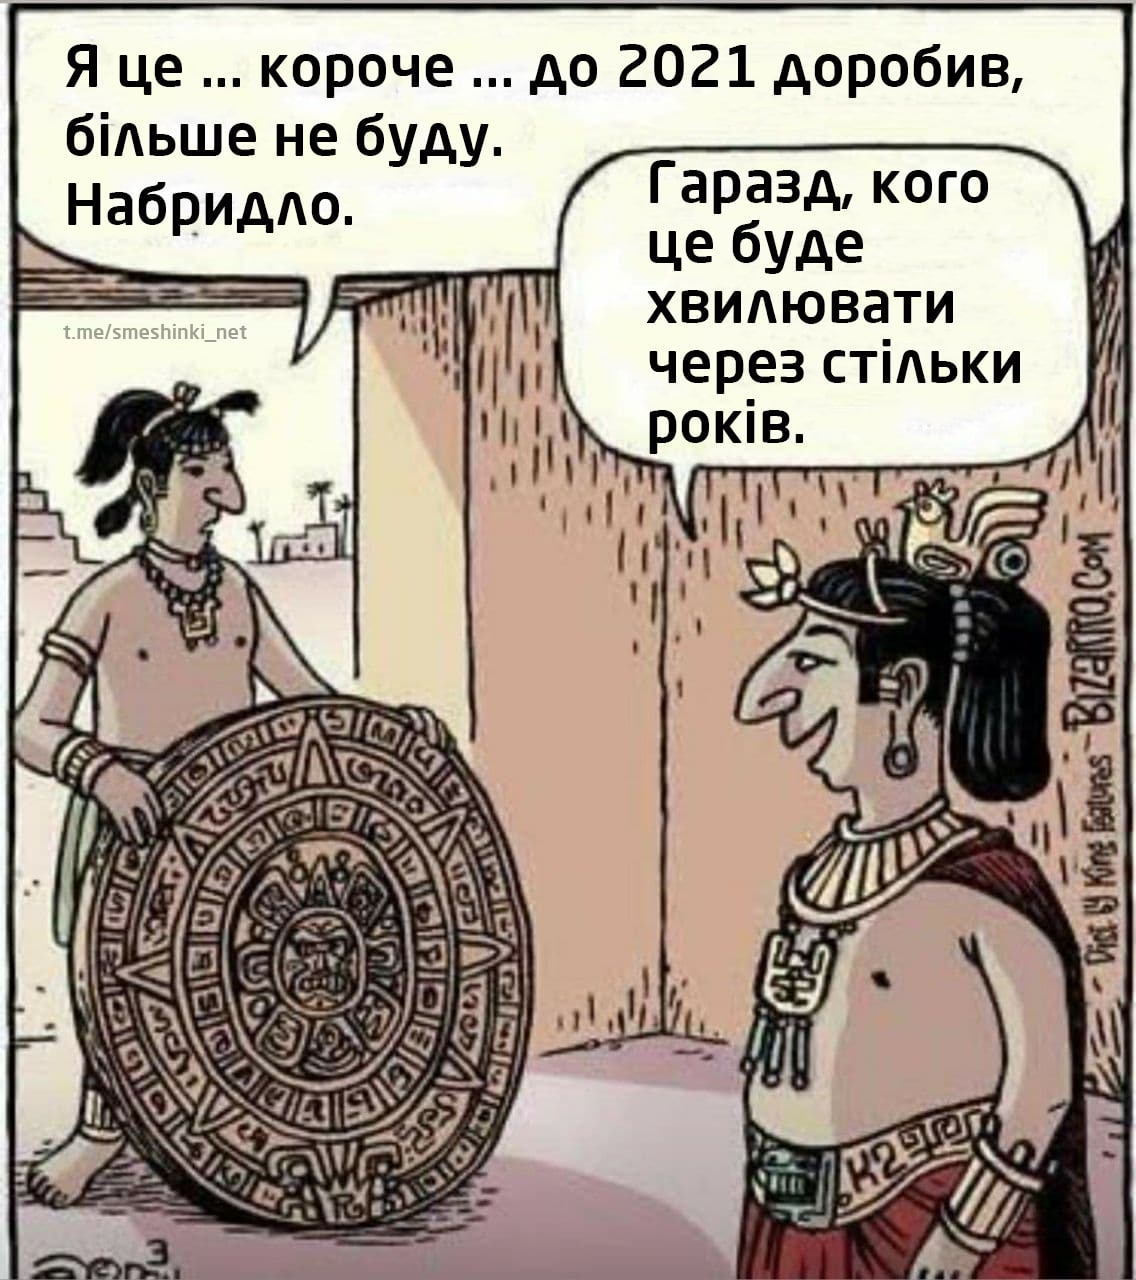 Я це ... короче ... до 2021 доробив,
більше не буду.
Набридло.
Гаразд, кого
це буде
хвилювати
через стільки
років.
t.me/smeshinki_net
Dist by King Features - BIZARRO.COM